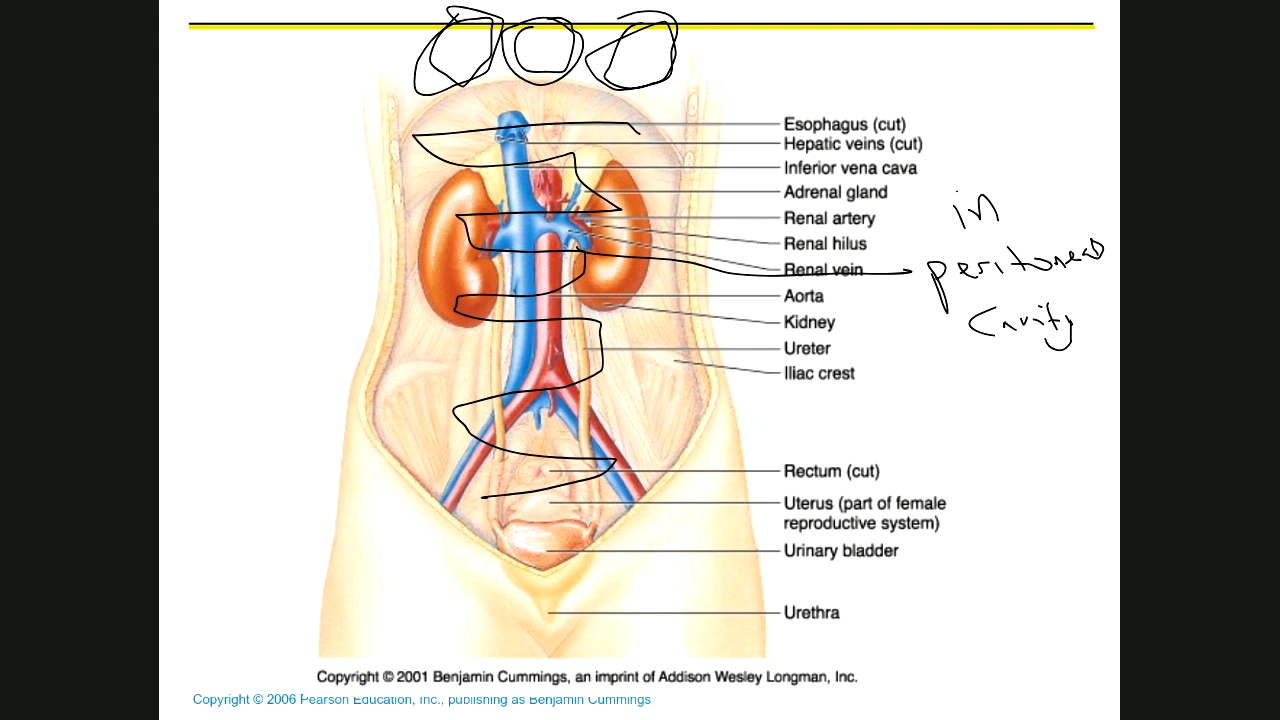 Esophagus (cut)
Hepatic veins (cut)
Inferior vena cava
Adrenal gland
Renal artery
Renal hilus
Renal vein
Aorta
Kidney
Ureter
Iliac crest
Rectum (cut)
Uterus (part of female
reproductive system)
Urinary bladder
Urethra
in
peritoneal
cavity
Copyright © 2001 Benjamin Cummings, an imprint of Addison Wesley Longman, Inc.
Copyright © 2006 Pearson Education, Inc., publishing as Benjamin Cummings